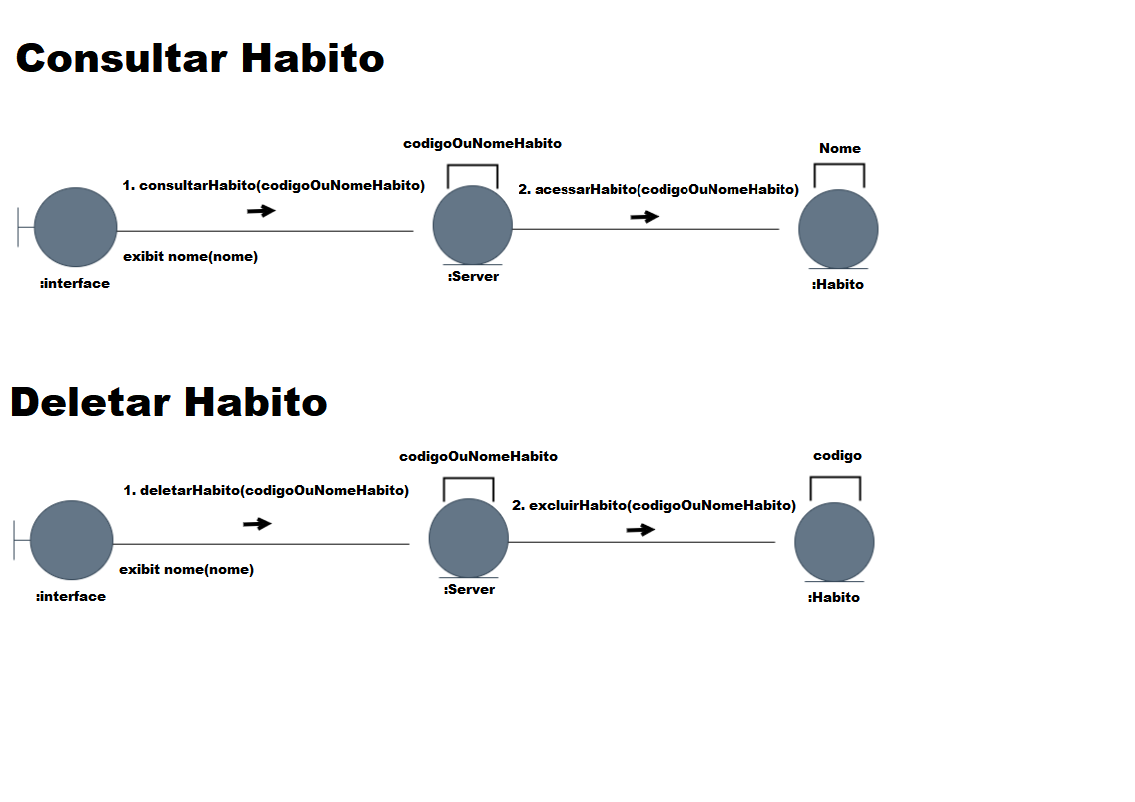 Consultar Habito
codigoOuNomeHabito
Nome
1. consultarHabito(codigoOuNomeHabito)
2. acessarHabito(codigoOuNomeHabito)
exibit nome(nome)
:interface
:Server
:Habito
Deletar Habito
codigoOuNomeHabito
codigo
1. deletarHabito(codigoOuNomeHabito)
2. excluirHabito(codigoOuNomeHabito)
exibit nome(nome)
:interface
:Server
:Habito